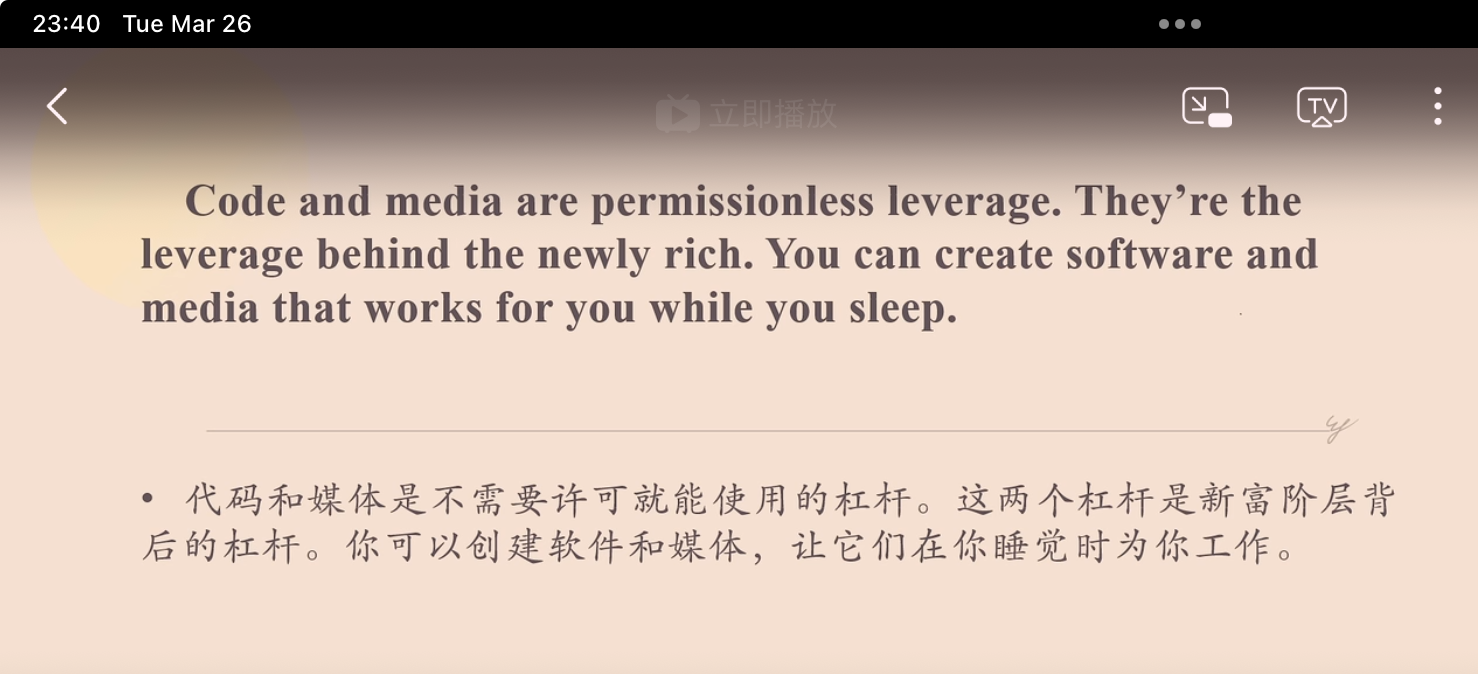 23:40 Tue Mar 26
立即播放
TV
Code and media are permissionless leverage. They’re the
leverage behind the newly rich. You can create software and
media that works for you while you sleep.
• 代码和媒体是不需要许可就能使用的杠杆。这两个杠杆是新富阶层背
后的杠杆。你可以创建软件和媒体，让它们在你睡觉时为你工作。